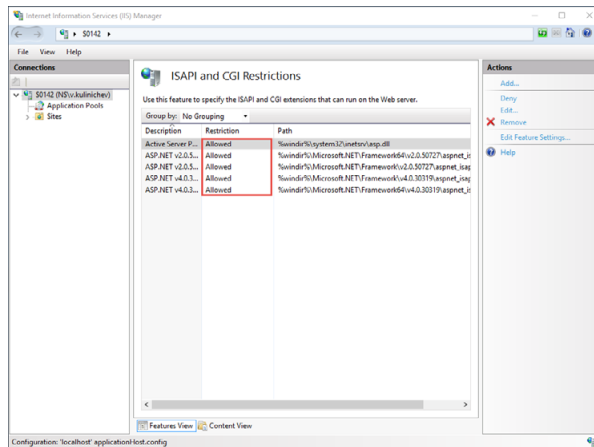 Internet Information Services (IIS) Manager
S0142
File View Help
Connections
S0142 (NS\v.kulinichev)
Application Pools
Sites
ISAPI and CGI Restrictions
Use this feature to specify the ISAPI and CGI extensions that can run on the Web server.
Group by: No Grouping
Description Restriction Path
Active Server P... Allowed %windir%\system32\inetsrv\asp.dll
ASP.NET v2.0.5... Allowed %windir%\Microsoft.NET\Framework64\v2.0.50727\aspnet_is
ASP.NET v2.0.5... Allowed %windir%\Microsoft.NET\Framework\v2.0.50727\aspnet_isap
ASP.NET v4.0.3... Allowed %windir%\Microsoft.NET\Framework\v4.0.30319\aspnet_isap
ASP.NET v4.0.3... Allowed %windir%\Microsoft.NET\Framework64\v4.0.30319\aspnet_is
Features View Content View
Actions
Add...
Deny
Edit...
Remove
Edit Feature Settings...
Help
Configuration: 'localhost' applicationHost.config